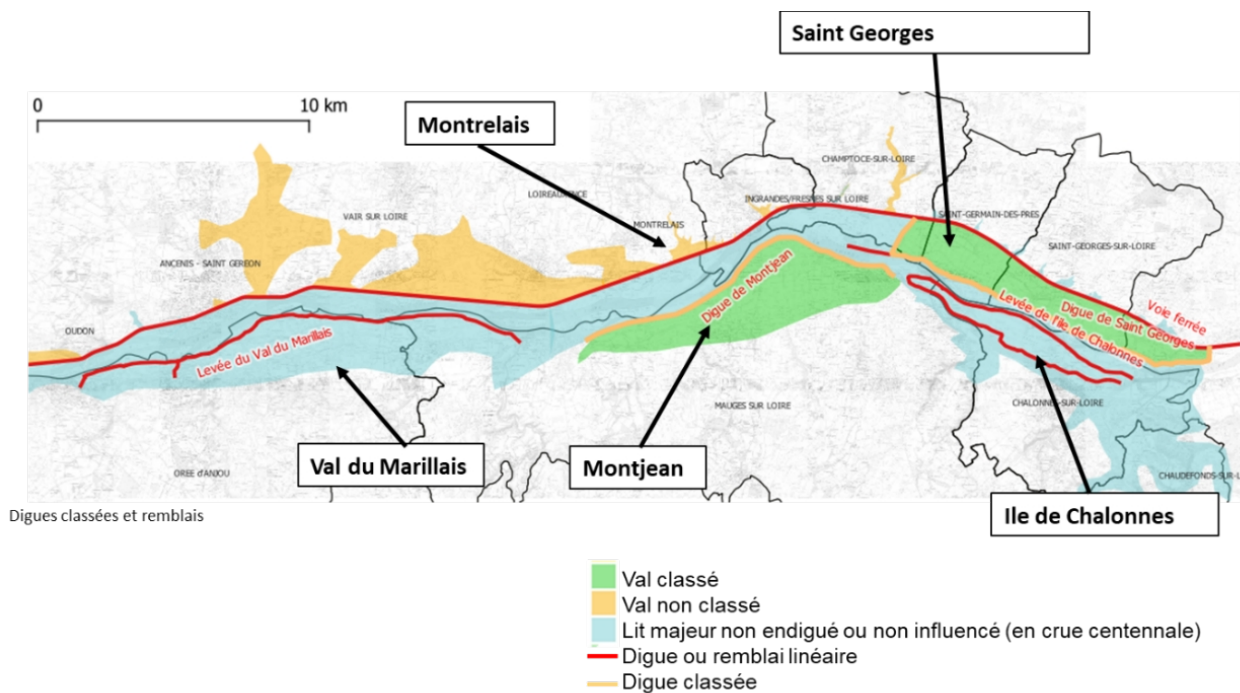 Saint Georges
0 10 km
Montrelais
CHAMPTOCE-SUR-LOIRE
LOIREAUXENCE
INGRANDES/FRESNES SUR LOIRE
VAIR SUR LOIRE
MONTRELAIS
SAINT-GERMAIN-DES-PRES
SAINT-GEORGES-SUR-LOIRE
ANCENIS - SAINT GEREON
Digue de Montjean
Voie ferrée
Digue de Saint Georges
Levée de l'Ile de Chalonnes
OUDON
Levée du Val du Marillais
MAUGES SUR LOIRE
CHALONNES-SUR-LOIRE
Val du Marillais
Montjean
OREE d'ANJOU
CHAUDEFONDS-SUR-L
Ile de Chalonnes
Digues classées et remblais
Val classé
Val non classé
Lit majeur non endigué ou non influencé (en crue centennale)
Digue ou remblai linéaire
Digue classée